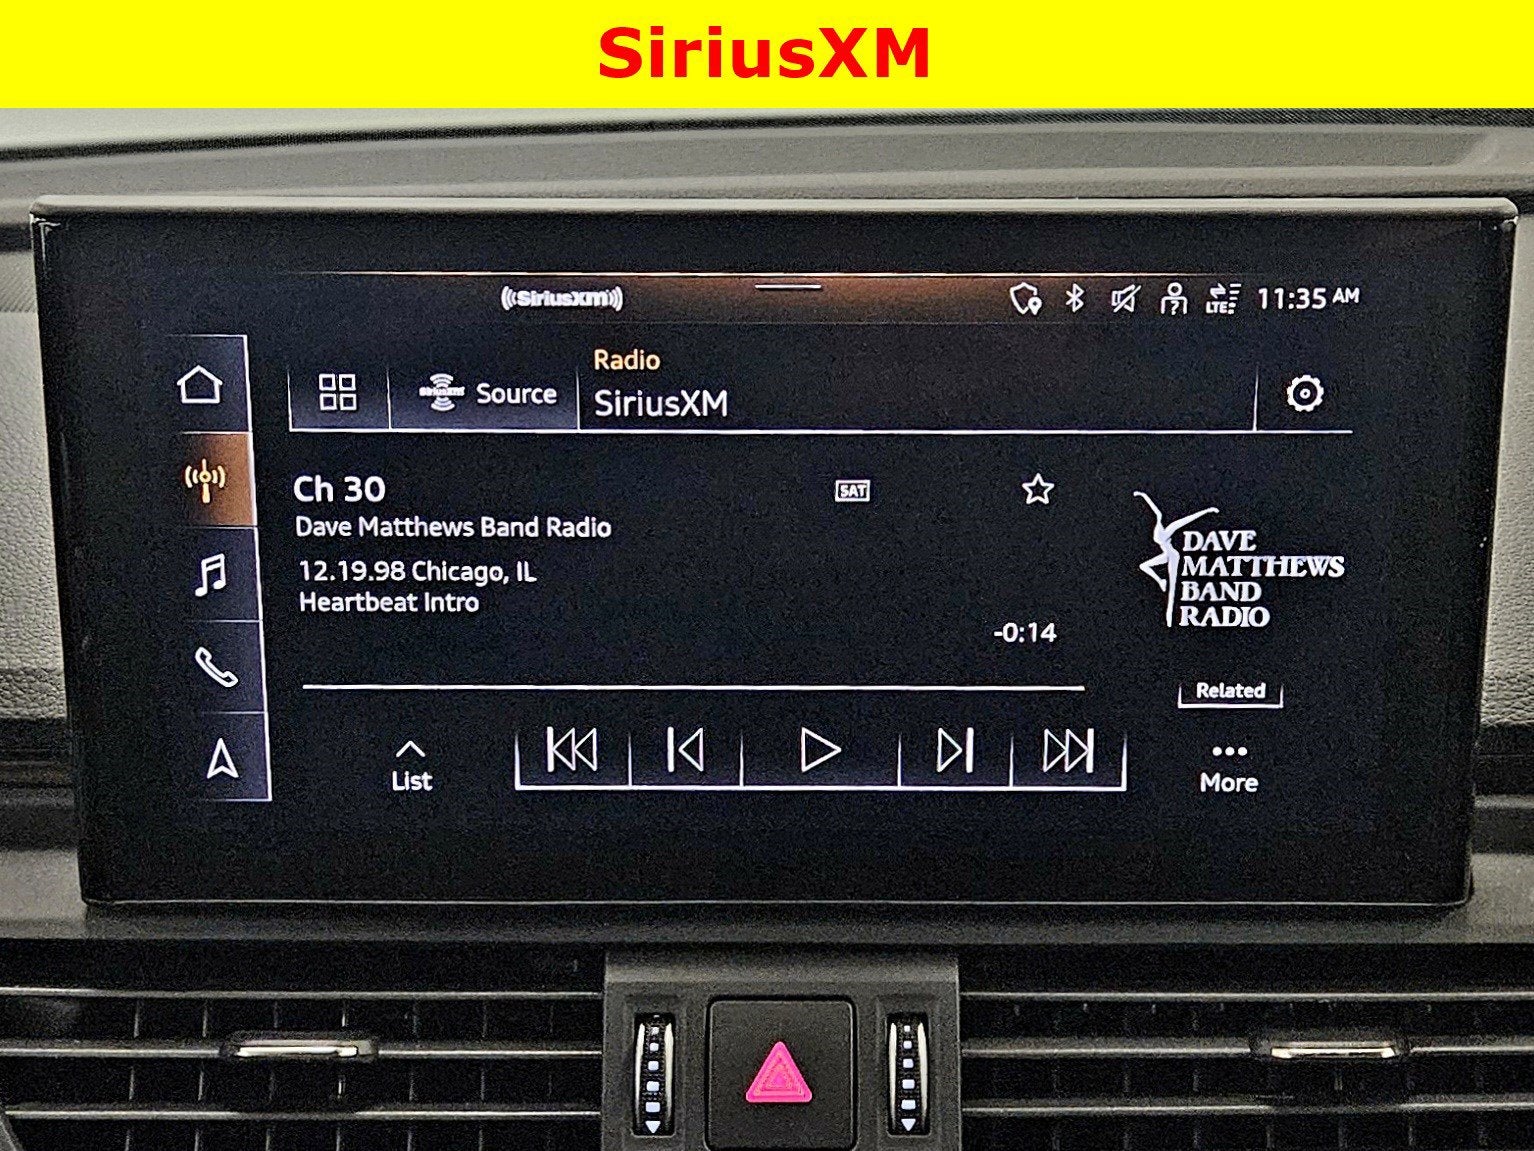 SiriusXM
SiriusXM
LTE
11:35 AM
Radio
Source
SiriusXM
Ch 30
SAT
Dave Matthews Band Radio
12.19.98 Chicago, IL
Heartbeat Intro
-0:14
DAVE
MATTHEWS
BAND
RADIO
Related
List
More